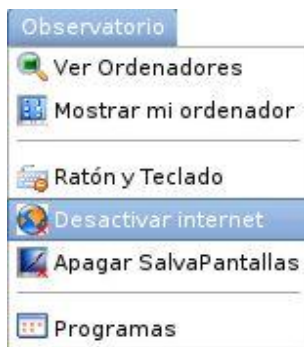 Observatorio
Ver Ordenadores
Mostrar mi ordenador
Ratón y Teclado
Desactivar internet
Apagar SalvaPantallas
Programas